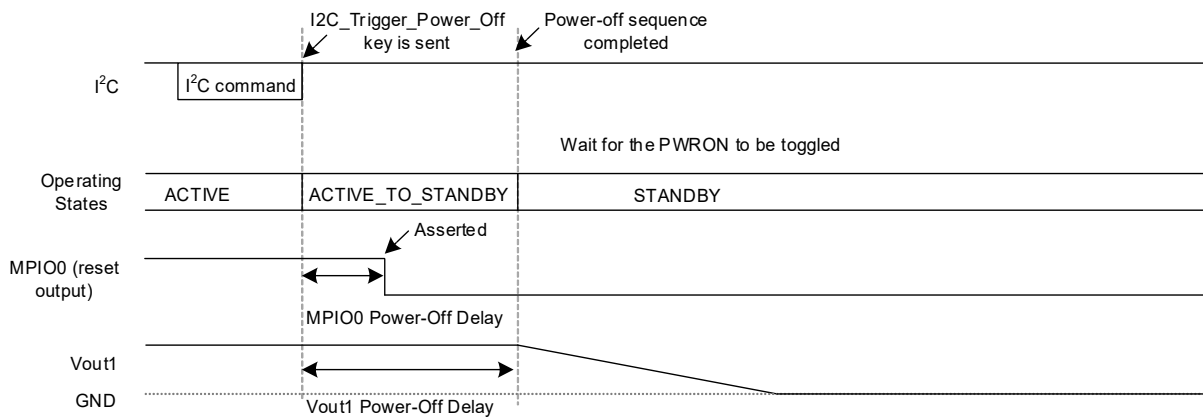 I2C_Trigger_Power_Off
key is sent
Power-off sequence
completed
I²C
I²C command
Wait for the PWRON to be toggled
Operating
States
ACTIVE
ACTIVE_TO_STANDBY
STANDBY
Asserted
MPIO0 (reset
output)
MPIO0 Power-Off Delay
Vout1
GND
Vout1 Power-Off Delay